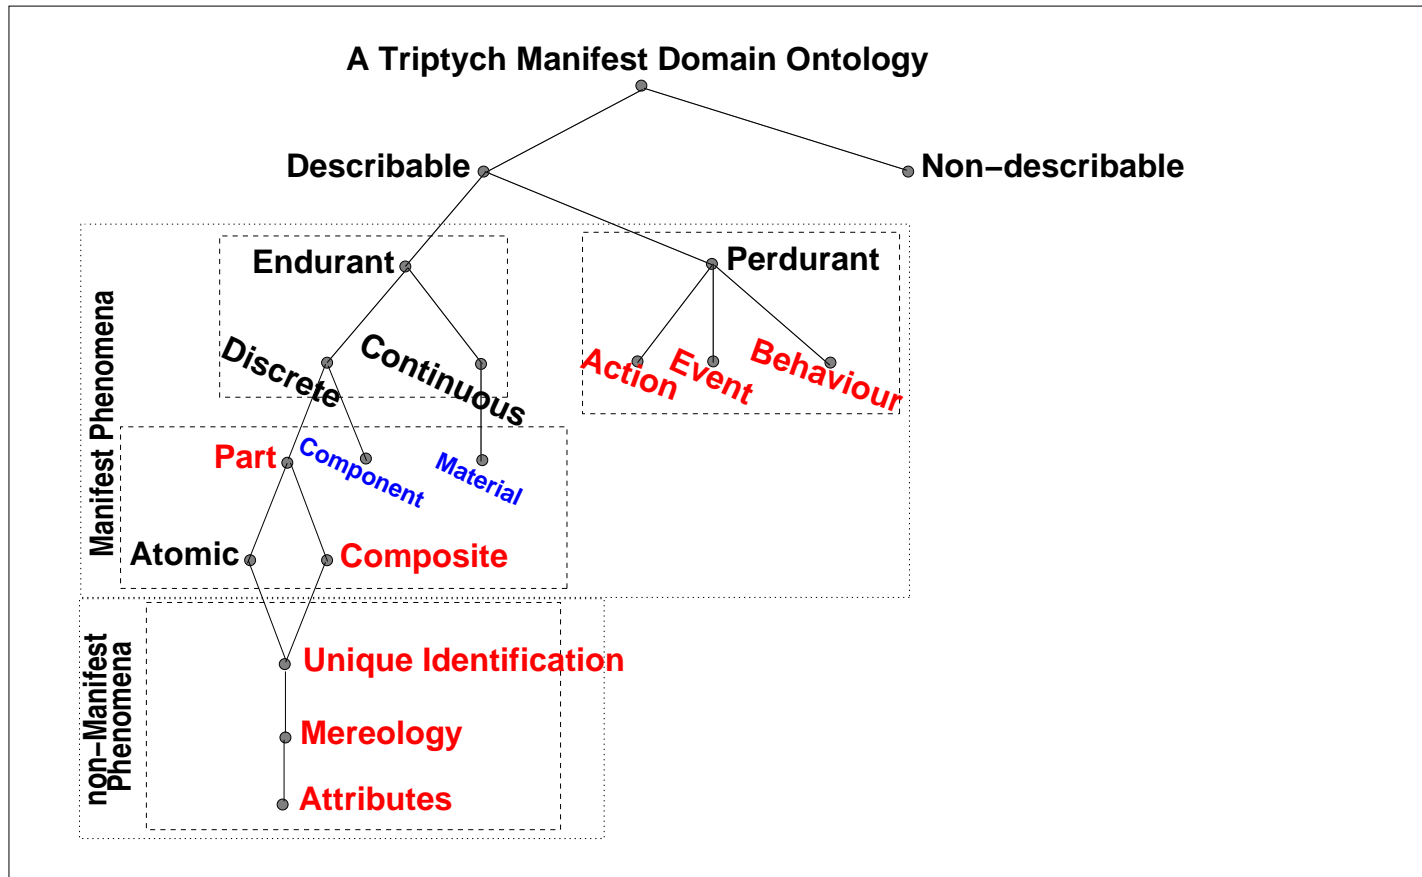 A Triptych Manifest Domain Ontology
Describable
Non−describable
Endurant
Perdurant
Discrete
Continuous
Action
Event
Behaviour
Manifest Phenomena
Part
Component
Material
Atomic
Composite
non−Manifest
Phenomena
Unique Identification
Mereology
Attributes